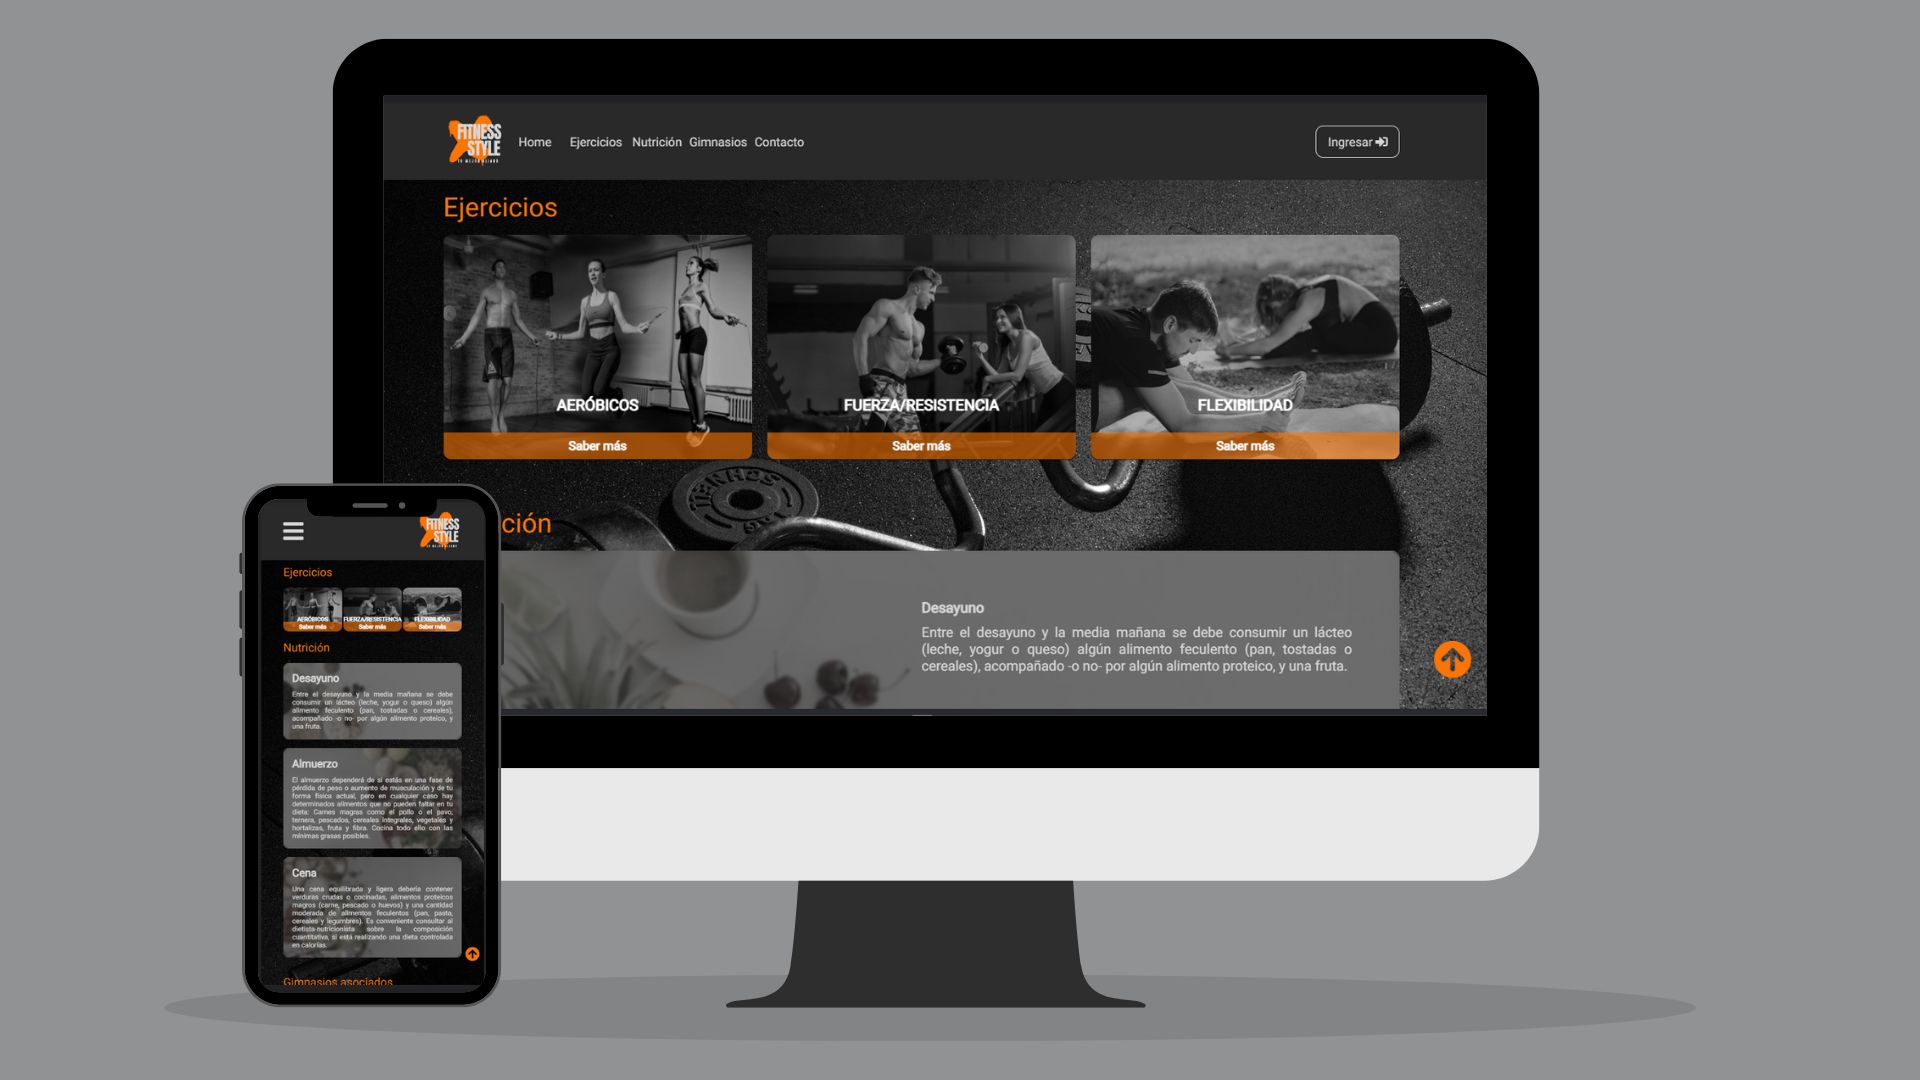 FITNESS
STYLE
Home Ejercicios Nutrición Gimnasios Contacto
Ingresar
Ejercicios
AERÓBICOS
Saber más
FUERZA/RESISTENCIA
Saber más
FLEXIBILIDAD
Saber más
ción
Desayuno
Entre el desayuno y la media mañana se debe consumir un lácteo
(leche, yogur o queso) algún alimento feculento (pan, tostadas o
cereales), acompañado -o no- por algún alimento proteico, y una fruta.
FITNESS
STYLE
Ejercicios
AERÓBICOS
Saber más
FUERZA/RESISTENCIA
Saber más
FLEXIBILIDAD
Saber más
Nutrición
Desayuno
Entre el desayuno y la media mañana se debe
consumir un lácteo (leche, yogur o queso) algún
alimento feculento (pan, tostadas o cereales),
acompañado -o no- por algún alimento proteico, y
una fruta.
Almuerzo
El almuerzo dependerá de si estás en una fase de
pérdida de peso o aumento de musculación y de tu
forma física actual, pero en cualquier caso hay
determinados alimentos que no pueden faltar en tu
dieta: Carnes magras como el pollo o el pavo,
ternera, pescados, cereales integrales, vegetales y
hortalizas, fruta y fibra. Cocina todo ello con las
mínimas grasas posibles.
Cena
Una cena equilibrada y ligera debería contener
verduras crudas o cocinadas, alimentos proteicos
magros (carne, pescado o huevos) y una cantidad
moderada de alimentos feculentos (pan, pasta,
cereales y legumbres). Es conveniente consultar al
dietista-nutricionista sobre la composición
cuantitativa, si está realizando una dieta controlada
en calorías.
Gimnasios asociados